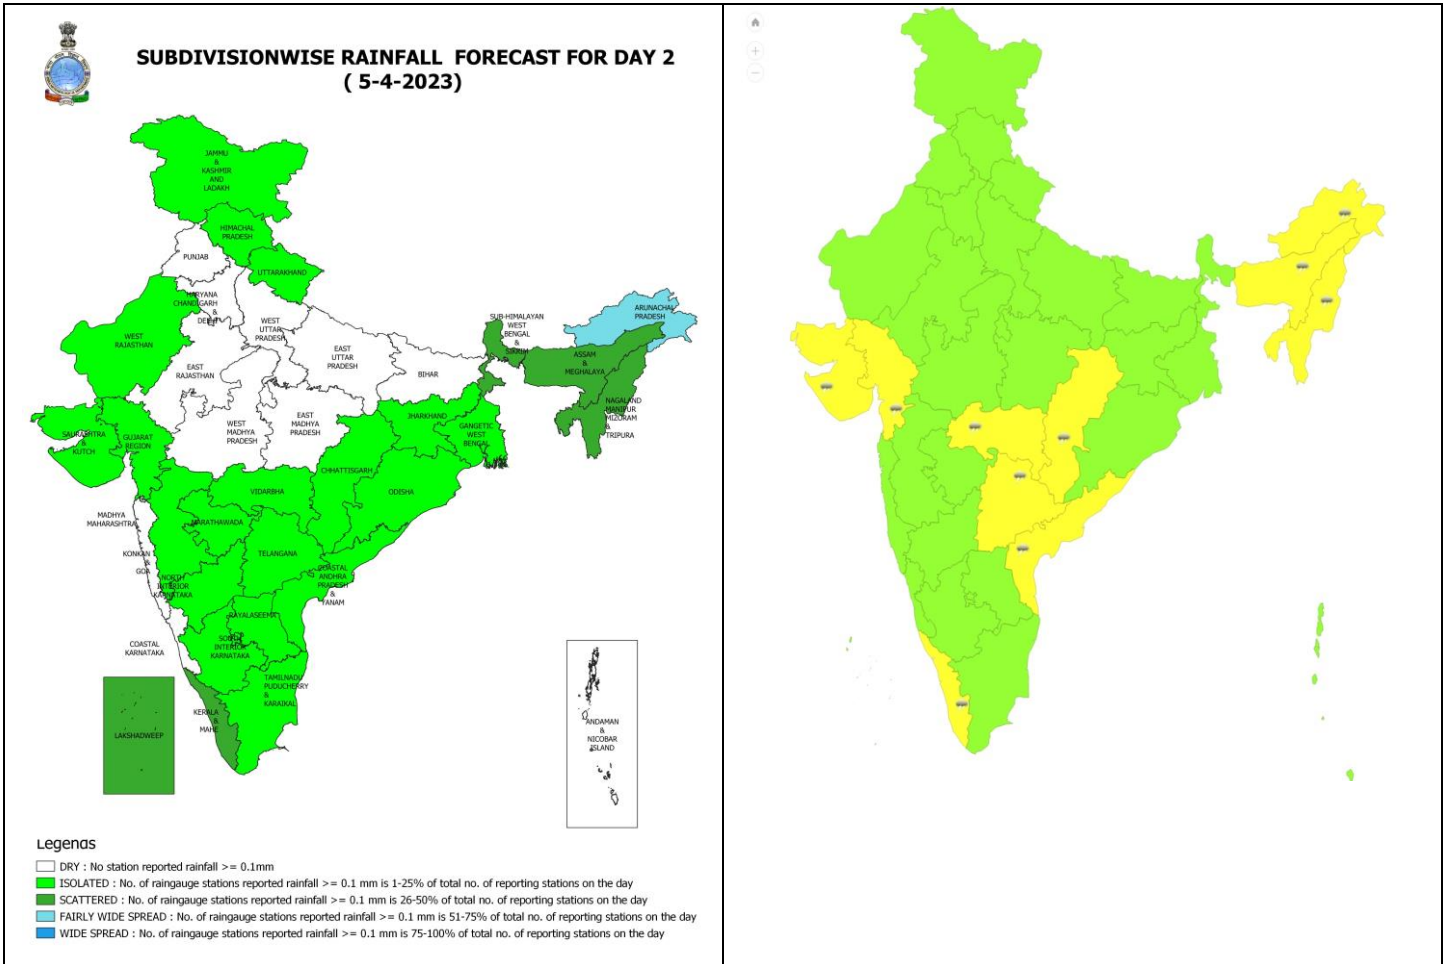 SUBDIVISIONWISE RAINFALL FORECAST FOR DAY 2
( 5-4-2023)
JAMMU
&
KASHMIR
AND
LADAKH
HIMACHAL
PRADESH
PUNJAB
UTTARAKHAND
HARYANA
CHANDIGARH
&
DELHI
WEST
RAJASTHAN
WEST
UTTAR
PRADESH
EAST
RAJASTHAN
EAST
UTTAR
PRADESH
BIHAR
SUB-HIMALAYAN
WEST
BENGAL
&
SIKKIM
ARUNACHAL
PRADESH
ASSAM
&
MEGHALAYA
NAGALAND
MANIPUR
MIZORAM
&
TRIPURA
SAURASHTRA
&
KUTCH
GUJARAT
REGION
WEST
MADHYA
PRADESH
EAST
MADHYA
PRADESH
JHARKHAND
GANGETIC
WEST
BENGAL
CHHATTISGARH
ODISHA
VIDARBHA
MADHYA
MAHARASHTRA
MARATHAWADA
KONKAN
&
GOA
TELANGANA
COASTAL
ANDHRA
PRADESH
&
YANAM
NORTH
INTERIOR
KARNATAKA
RAYALASEEMA
COASTAL
KARNATAKA
SOUTH
INTERIOR
KARNATAKA
TAMILNADU
PUDUCHERRY
&
KARAIKAL
KERALA
&
MAHE
LAKSHADWEEP
ANDAMAN
&
NICOBAR
ISLAND
Legends
DRY : No station reported rainfall >= 0.1mm
ISOLATED : No. of raingauge stations reported rainfall >= 0.1 mm is 1-25% of total no. of reporting stations on the day
SCATTERED : No. of raingauge stations reported rainfall >= 0.1 mm is 26-50% of total no. of reporting stations on the day
FAIRLY WIDE SPREAD : No. of raingauge stations reported rainfall >= 0.1 mm is 51-75% of total no. of reporting stations on the day
WIDE SPREAD : No. of raingauge stations reported rainfall >= 0.1 mm is 75-100% of total no. of reporting stations on the day